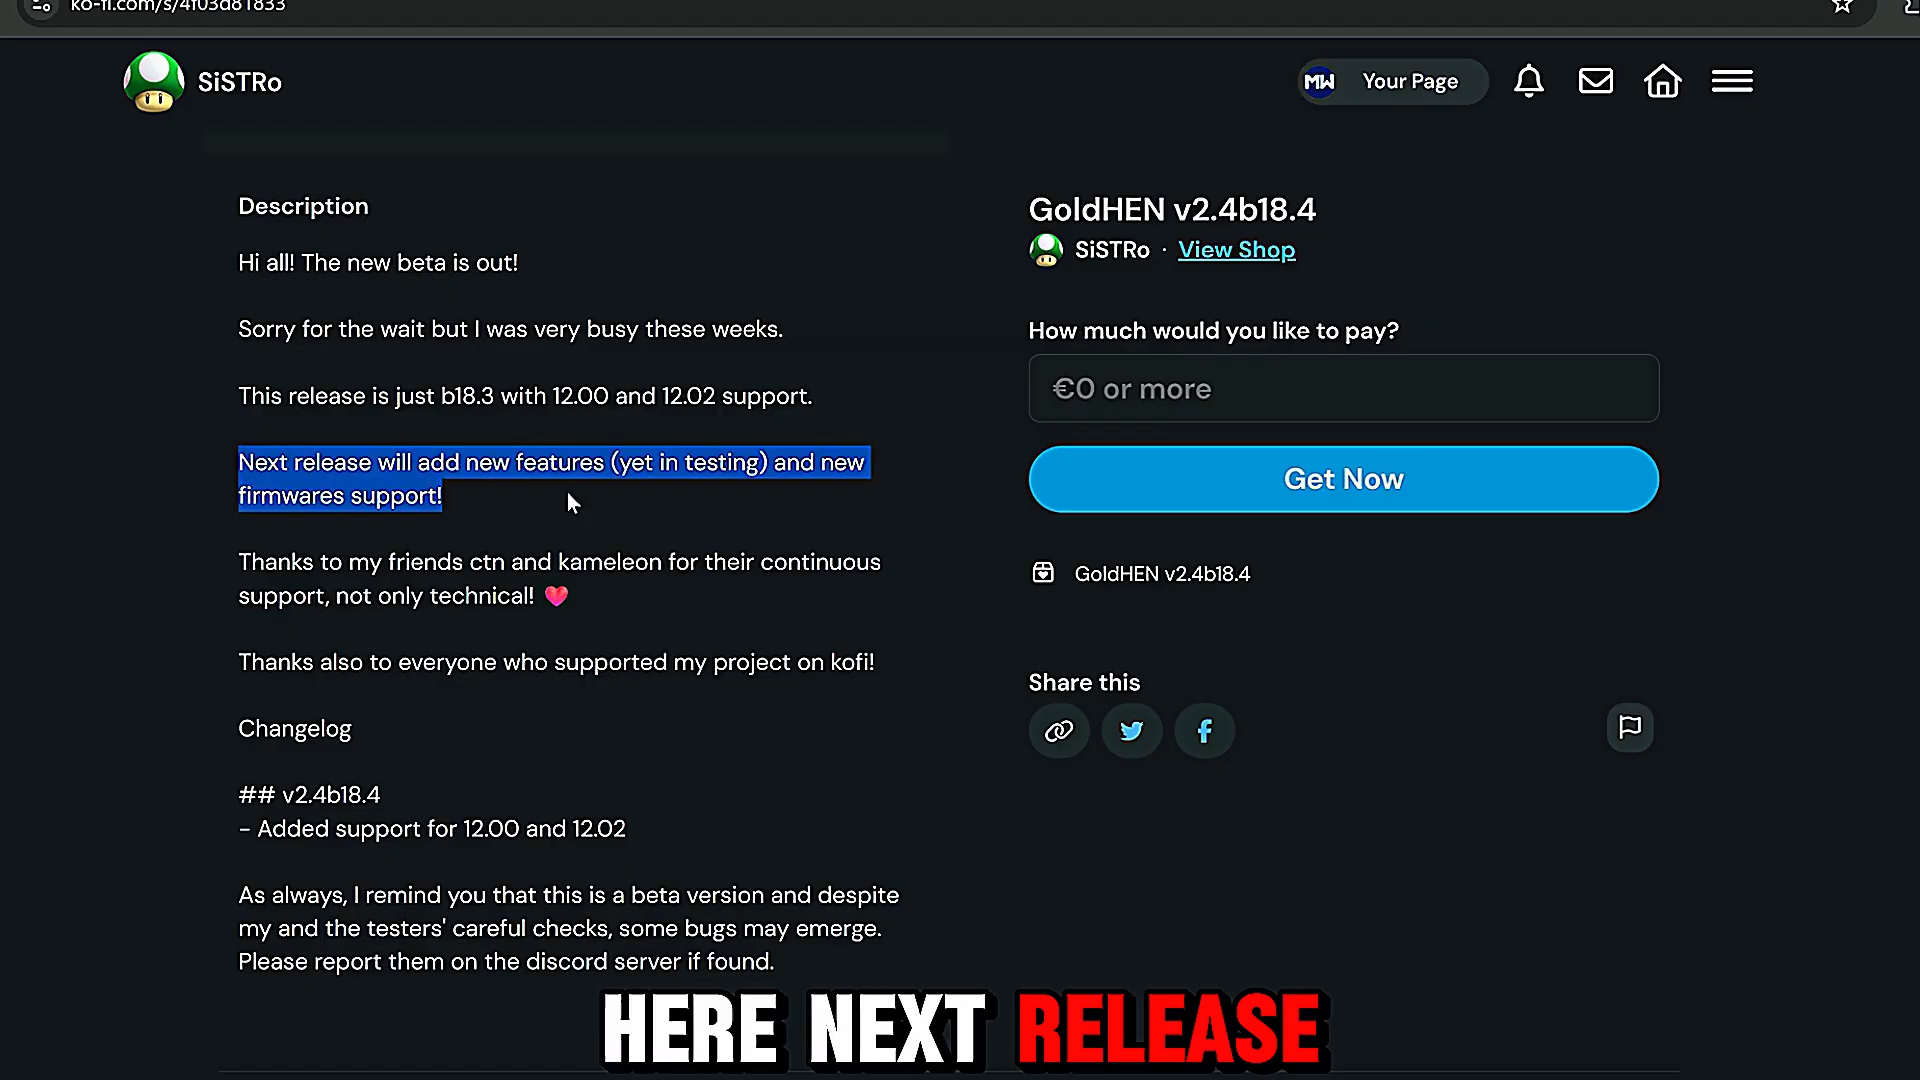 ko-fi.com/s/4f03d81833
SiSTRo
MW Your Page
Description
Hi all! The new beta is out!
Sorry for the wait but I was very busy these weeks.
This release is just b18.3 with 12.00 and 12.02 support.
Next release will add new features (yet in testing) and new
firmwares support!
Thanks to my friends ctn and kameleon for their continuous
support, not only technical!
Thanks also to everyone who supported my project on kofi!
Changelog
## v2.4b18.4
- Added support for 12.00 and 12.02
As always, I remind you that this is a beta version and despite
my and the testers' careful checks, some bugs may emerge.
Please report them on the discord server if found.
GoldHEN v2.4b18.4
SiSTRo · View Shop
How much would you like to pay?
€0 or more
Get Now
GoldHEN v2.4b18.4
Share this
HERE NEXT RELEASE